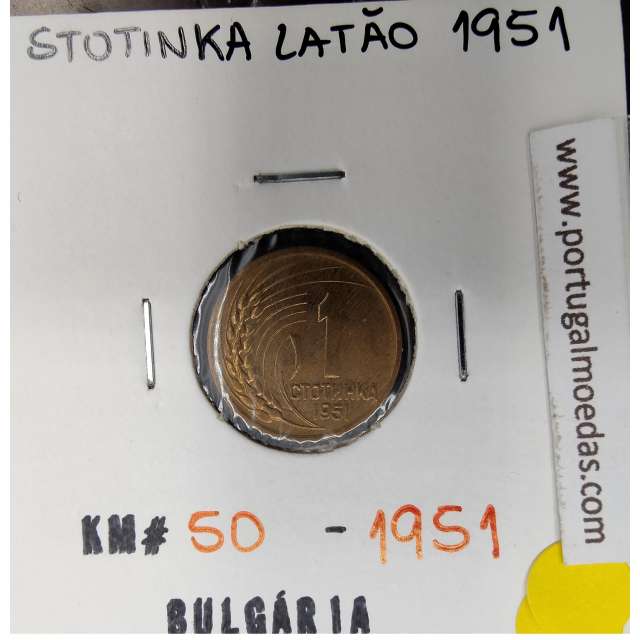 STOTINKA LATÃO 1951
www.portugalmoedas.com
1
СТОТИНКА
1951
KM# 50 - 1951
BULGÁRIA